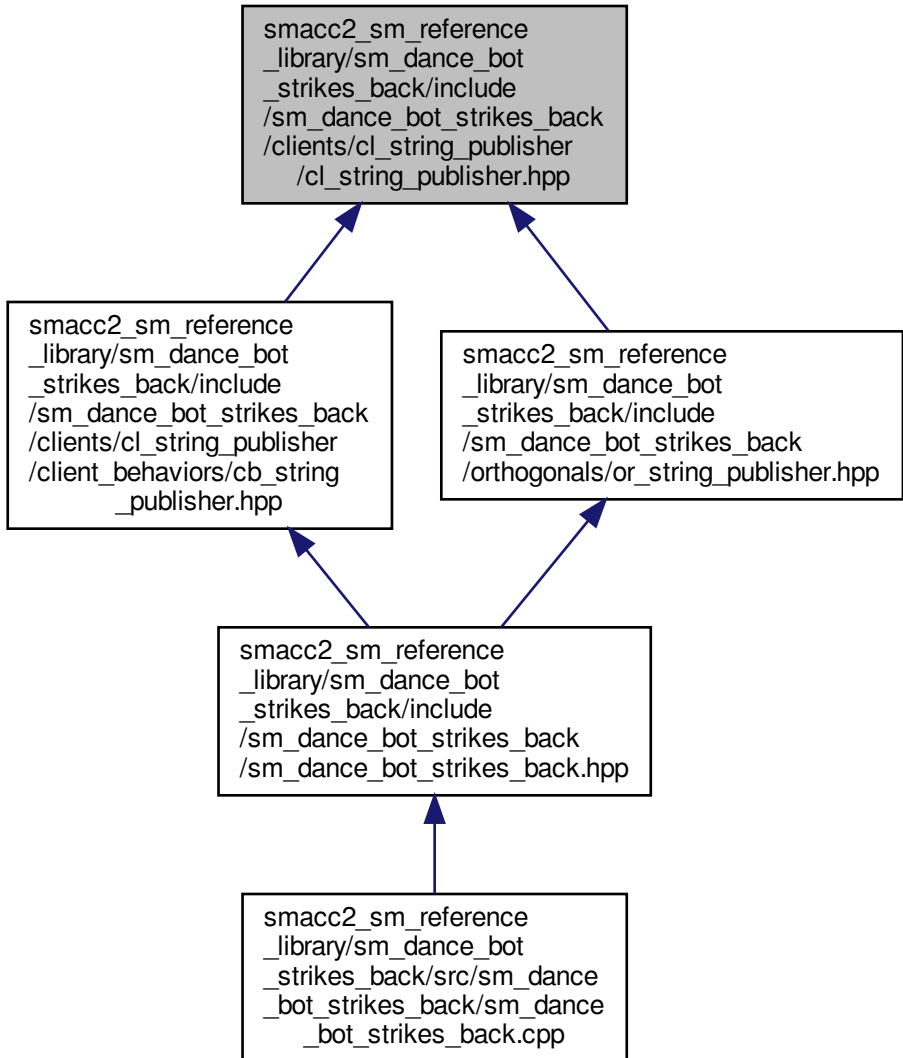 smacc2_sm_reference
_library/sm_dance_bot
_strikes_back/include
/sm_dance_bot_strikes_back
/clients/cl_string_publisher
/cl_string_publisher.hpp
smacc2_sm_reference
_library/sm_dance_bot
_strikes_back/include
/sm_dance_bot_strikes_back
/clients/cl_string_publisher
/client_behaviors/cb_string
_publisher.hpp
smacc2_sm_reference
_library/sm_dance_bot
_strikes_back/include
/sm_dance_bot_strikes_back
/orthogonals/or_string_publisher.hpp
smacc2_sm_reference
_library/sm_dance_bot
_strikes_back/include
/sm_dance_bot_strikes_back
/sm_dance_bot_strikes_back.hpp
smacc2_sm_reference
_library/sm_dance_bot
_strikes_back/src/sm_dance
_bot_strikes_back/sm_dance
_bot_strikes_back.cpp